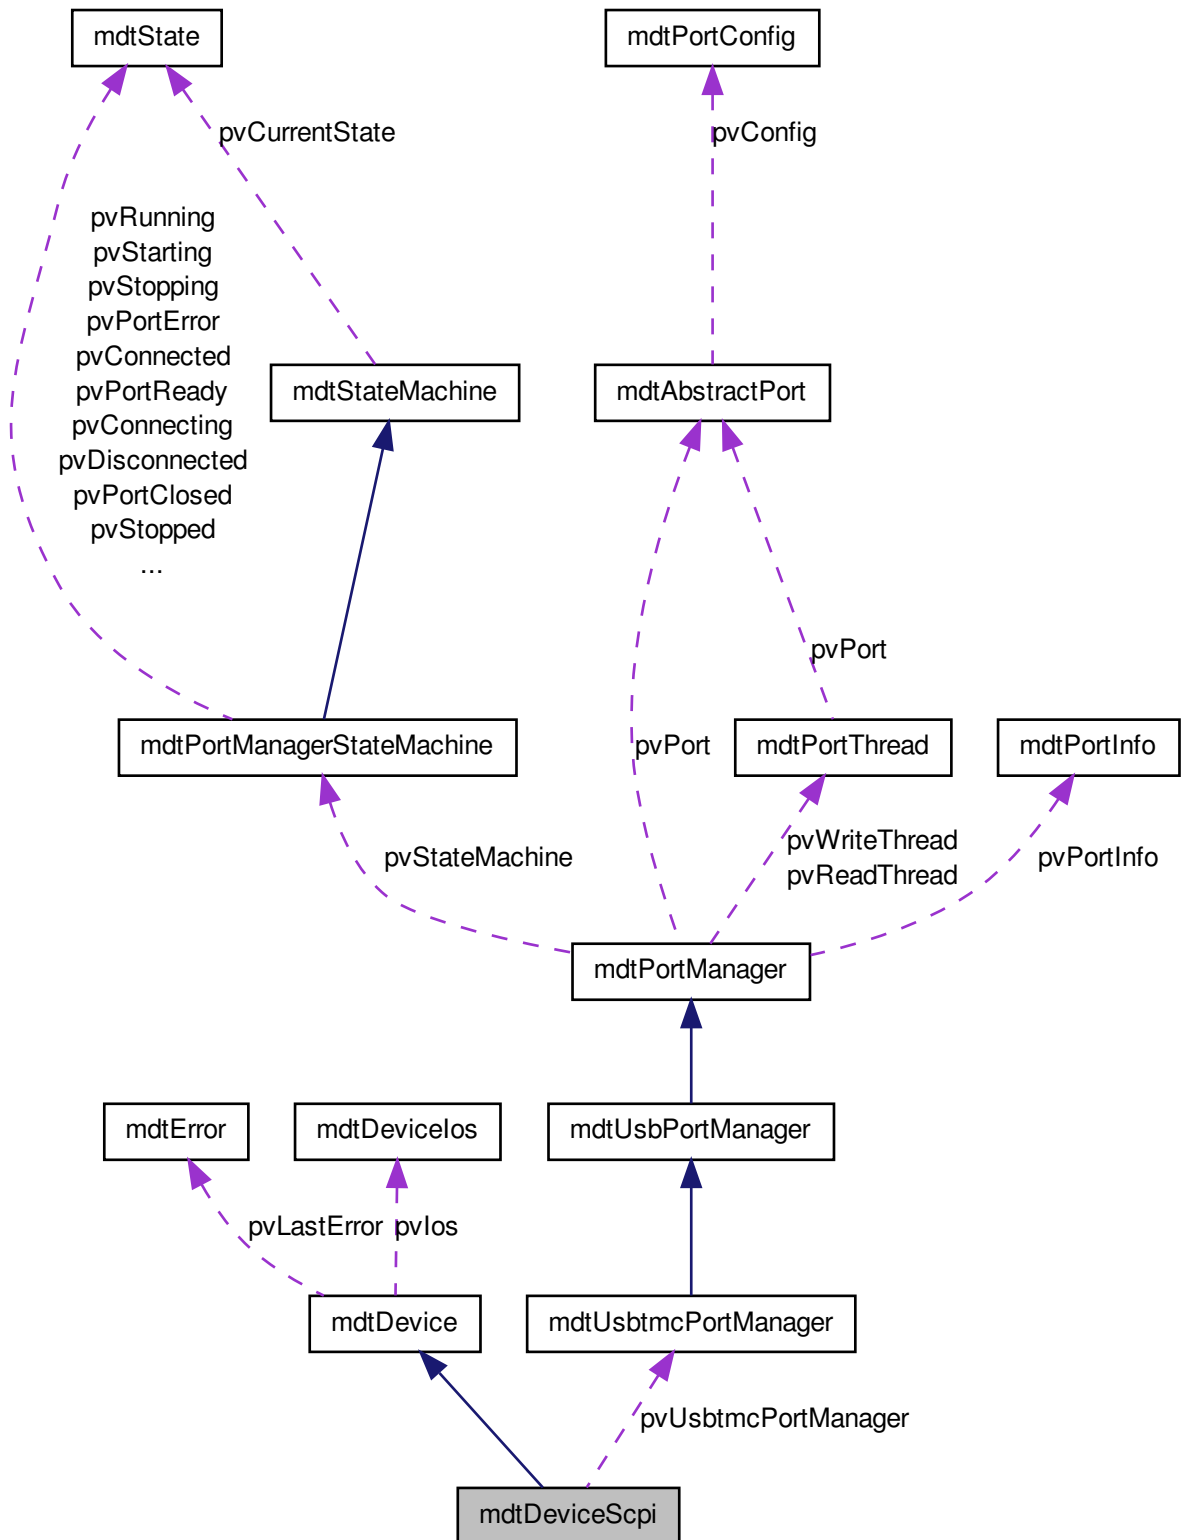 mdtState
mdtPortConfig
pvCurrentState
pvConfig
pvRunning
pvStarting
pvStopping
pvPortError
pvConnected
pvPortReady
pvConnecting
pvDisconnected
pvPortClosed
pvStopped
...
mdtStateMachine
mdtAbstractPort
pvPort
mdtPortManagerStateMachine
pvPort
mdtPortThread
mdtPortInfo
pvStateMachine
pvWriteThread
pvReadThread
pvPortInfo
mdtPortManager
mdtError
mdtDeviceIos
mdtUsbPortManager
pvLastError
pvIos
mdtDevice
mdtUsbtmcPortManager
pvUsbtmcPortManager
mdtDeviceScpi